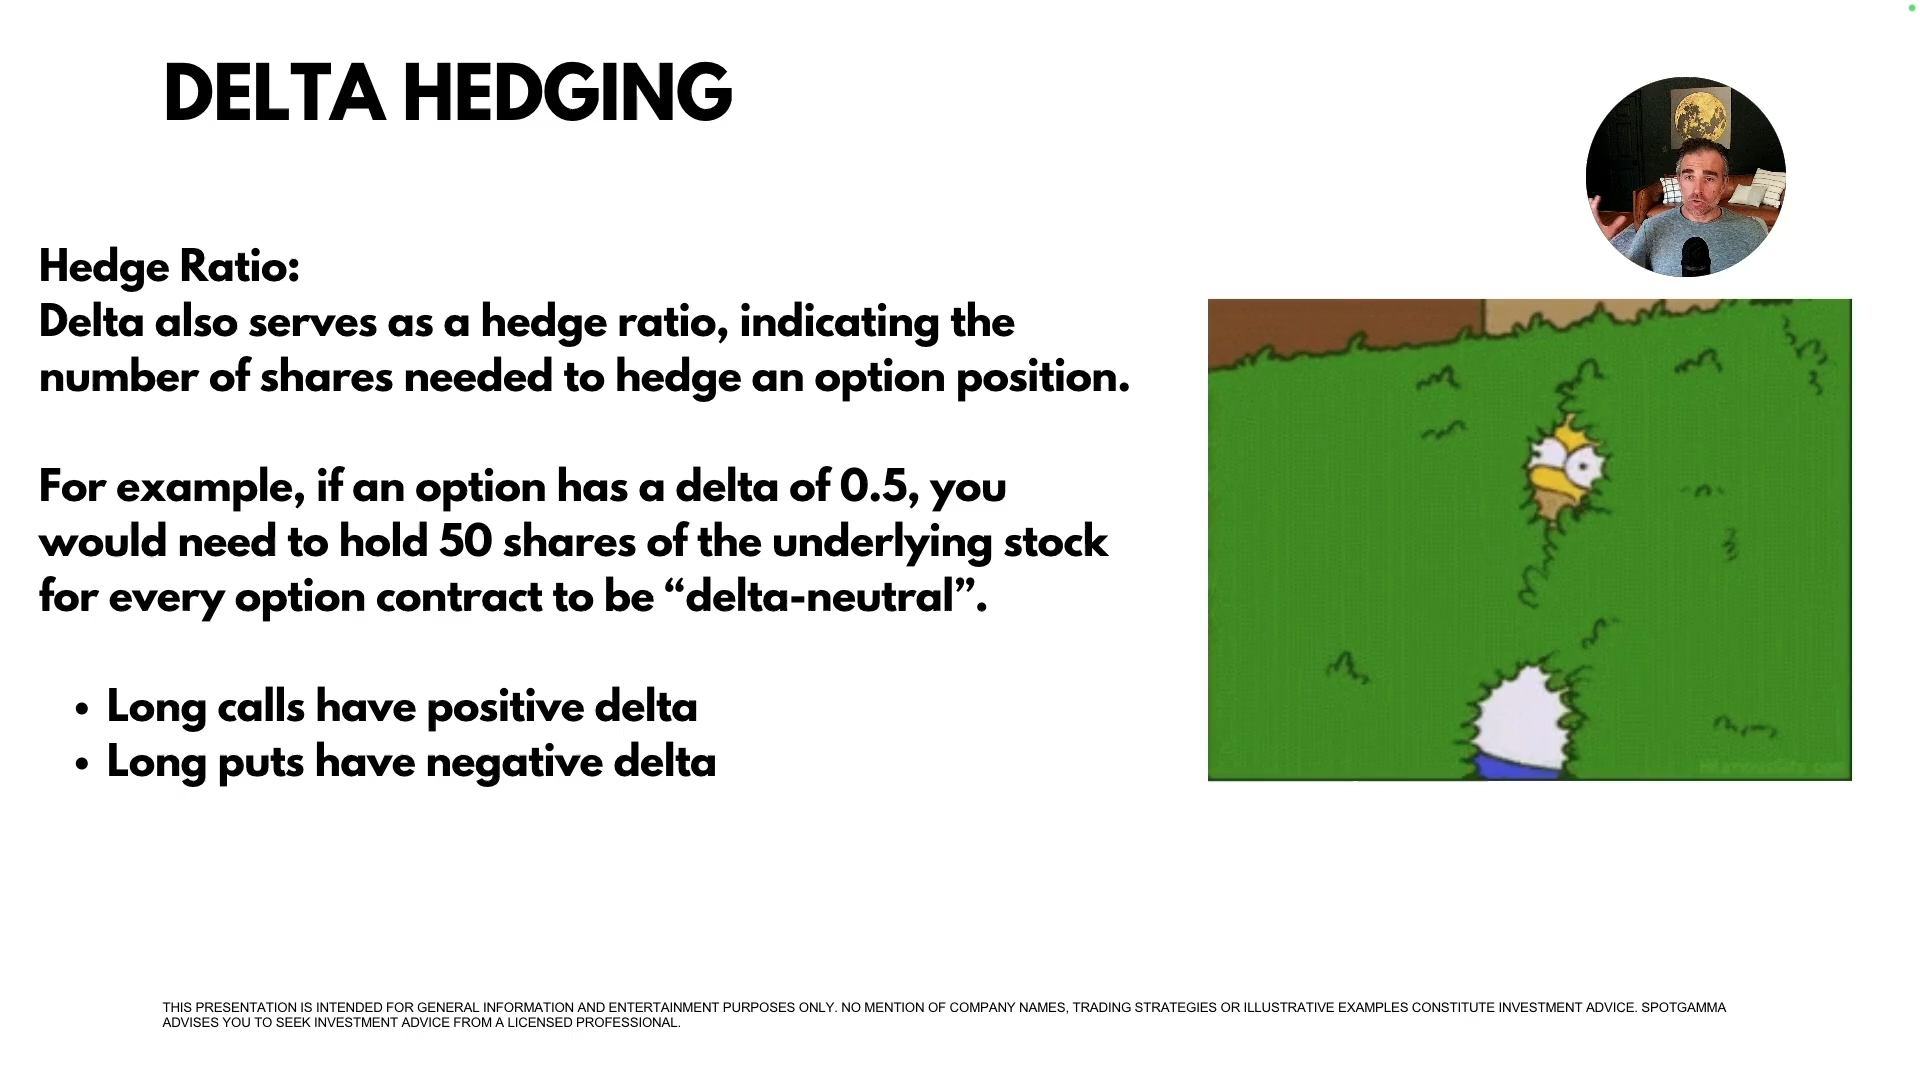 DELTA HEDGING
Hedge Ratio:
Delta also serves as a hedge ratio, indicating the
number of shares needed to hedge an option position.
For example, if an option has a delta of 0.5, you
would need to hold 50 shares of the underlying stock
for every option contract to be “delta-neutral”.
• Long calls have positive delta
• Long puts have negative delta
THIS PRESENTATION IS INTENDED FOR GENERAL INFORMATION AND ENTERTAINMENT PURPOSES ONLY. NO MENTION OF COMPANY NAMES, TRADING STRATEGIES OR ILLUSTRATIVE EXAMPLES CONSTITUTE INVESTMENT ADVICE. SPOTGAMMA
ADVISES YOU TO SEEK INVESTMENT ADVICE FROM A LICENSED PROFESSIONAL.